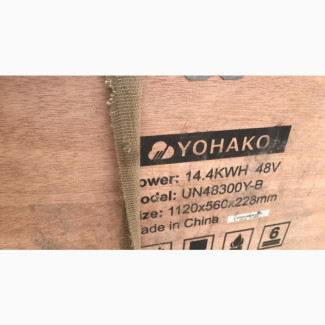 YOHAKO
ower: 14.4KWH 48V
odel: UN48300Y-B
ize: 1120x560x228mm
ade in China
6